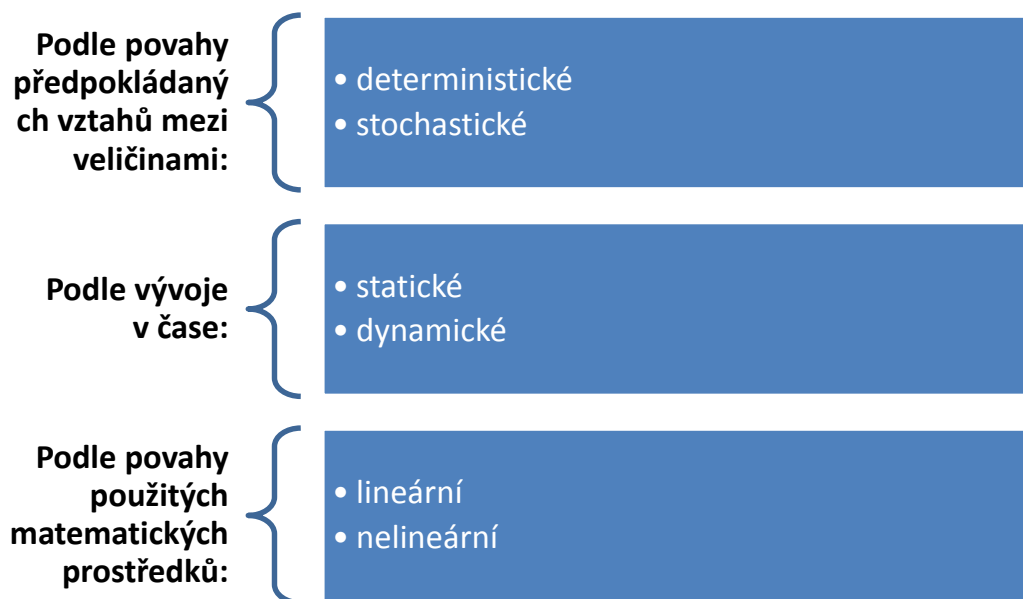 Podle povahy
předpokládaný
ch vztahů mezi
veličinami:
• deterministické
• stochastické
Podle vývoje
v čase:
• statické
• dynamické
Podle povahy
použitých
matematických
prostředků:
• lineární
• nelineární